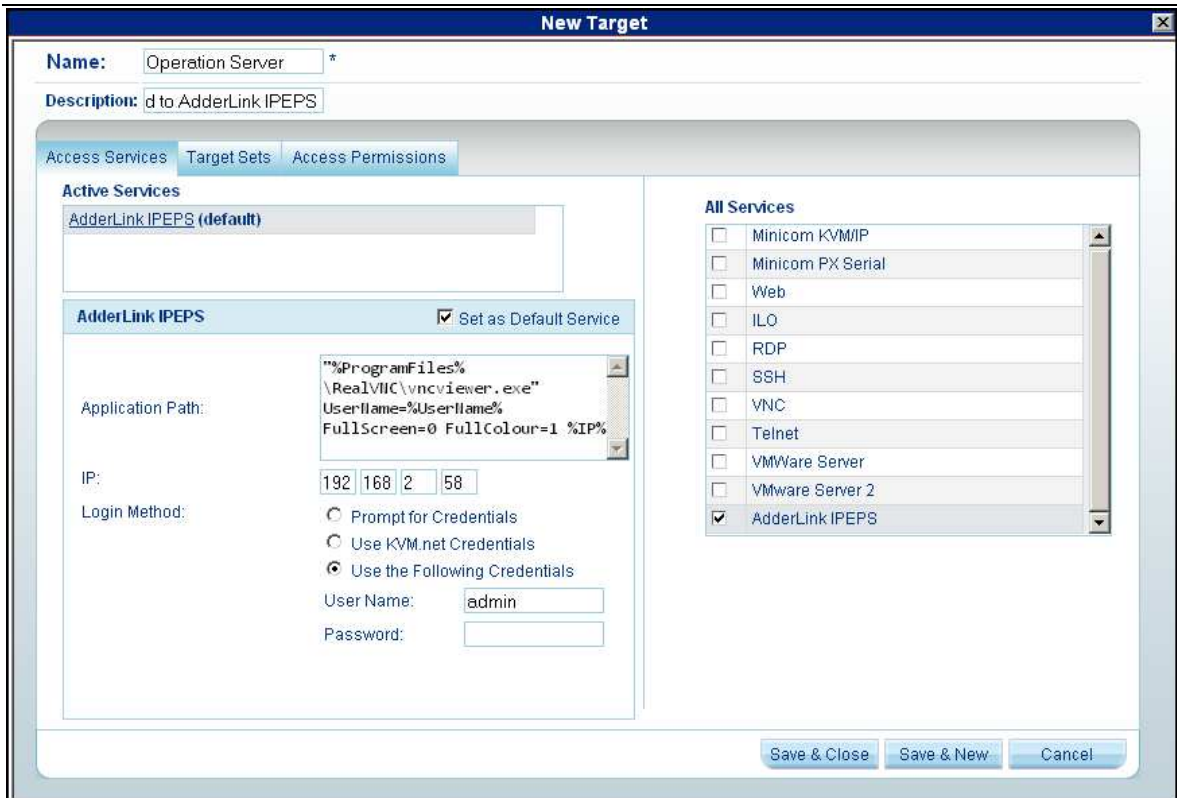 New Target
Name: Operation Server *
Description: d to AdderLink IPEPS
Access Services Target Sets Access Permissions
Active Services
AdderLink IPEPS (default)
AdderLink IPEPS Set as Default Service
Application Path:
"%ProgramFiles%
\RealVNC\vncviewer.exe"
UserName=%UserName%
FullScreen=0 FullColour=1 %IP%
IP: 192 168 2 58
Login Method:
Prompt for Credentials
Use KVM.net Credentials
Use the Following Credentials
User Name: admin
Password:
All Services
Minicom KVM/IP
Minicom PX Serial
Web
ILO
RDP
SSH
VNC
Telnet
VMWare Server
VMware Server 2
AdderLink IPEPS
Save & Close Save & New Cancel